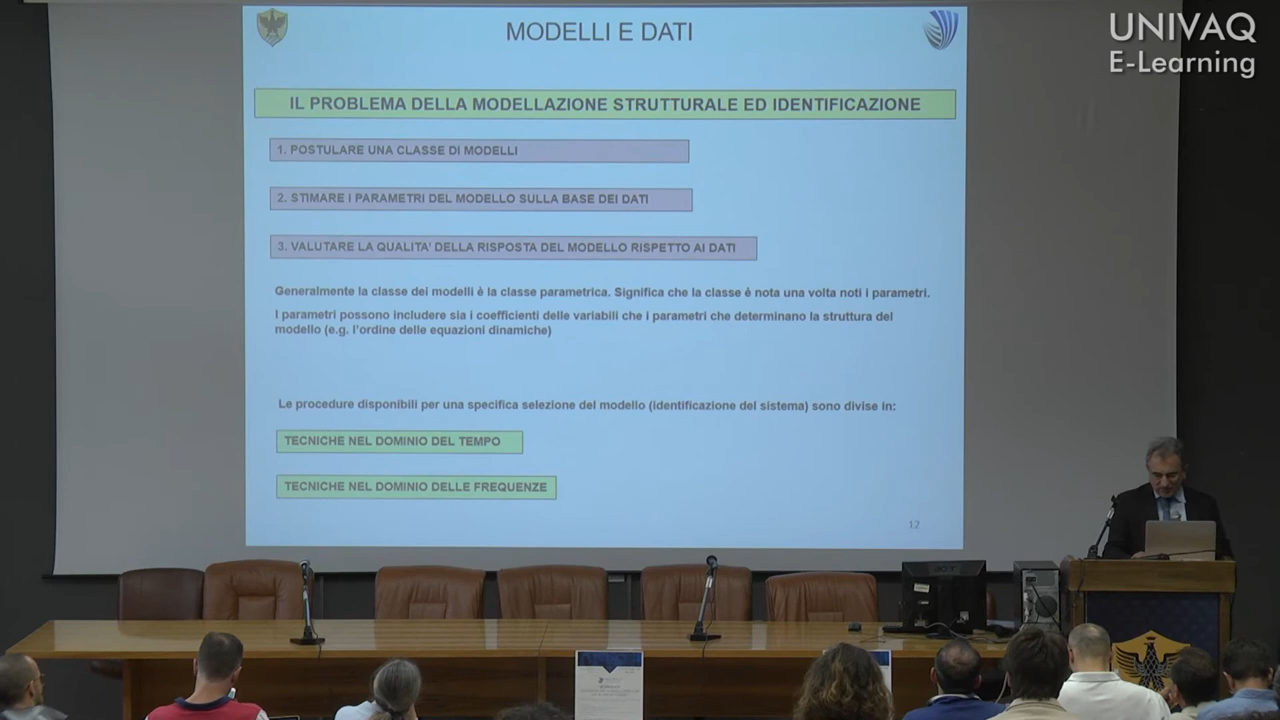 MODELLI E DATI
UNIVAQ
E-Learning
IL PROBLEMA DELLA MODELLAZIONE STRUTTURALE ED IDENTIFICAZIONE
1. POSTULARE UNA CLASSE DI MODELLI
2. STIMARE I PARAMETRI DEL MODELLO SULLA BASE DEI DATI
3. VALUTARE LA QUALITA' DELLA RISPOSTA DEL MODELLO RISPETTO AI DATI
Generalmente la classe dei modelli è la classe parametrica. Significa che la classe è nota una volta noti i parametri.
I parametri possono includere sia i coefficienti delle variabili che i parametri che determinano la struttura del
modello (e.g. l'ordine delle equazioni dinamiche)
Le procedure disponibili per una specifica selezione del modello (identificazione del sistema) sono divise in:
TECNICHE NEL DOMINIO DEL TEMPO
TECNICHE NEL DOMINIO DELLE FREQUENZE
12